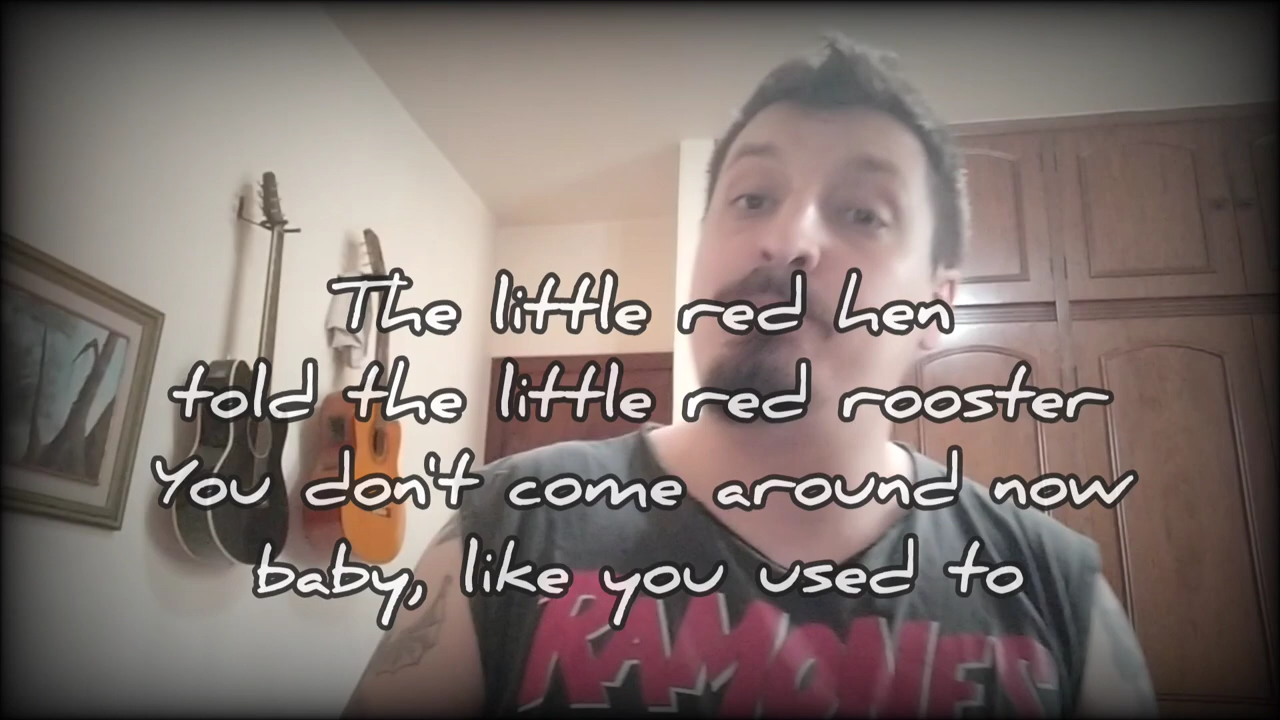 The little red hen
told the little red rooster
You don't come around now
baby, like you used to
RAMONES